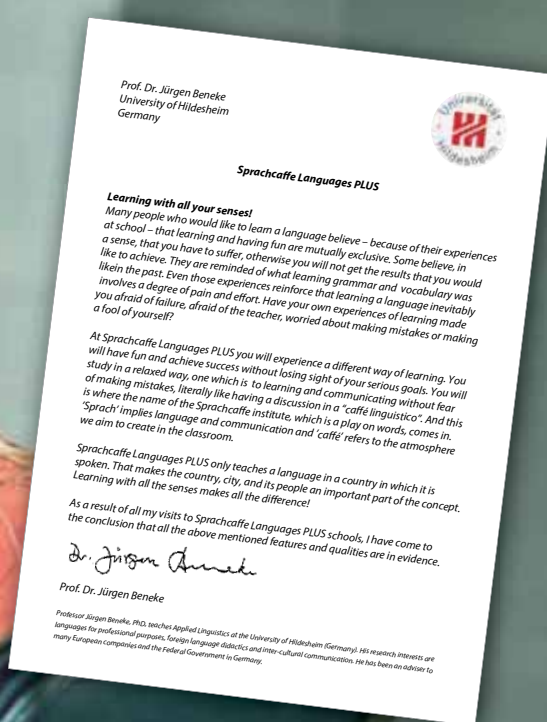 Prof. Dr. Jürgen Beneke
University of Hildesheim
Germany
Universität
Hildesheim
Sprachcaffe Languages PLUS
Learning with all your senses!
Many people who would like to learn a language believe – because of their experiences
at school – that learning and having fun are mutually exclusive. Some believe, in
a sense, that you have to suffer, otherwise you will not get the results that you would
like to achieve. They are reminded of what learning grammar and vocabulary was
likein the past. Even those experiences reinforce that learning a language inevitably
involves a degree of pain and effort. Have your own experiences of learning made
you afraid of failure, afraid of the teacher, worried about making mistakes or making
a fool of yourself?
At Sprachcaffe Languages PLUS you will experience a different way of learning. You
will have fun and achieve success without losing sight of your serious goals. You will
study in a relaxed way, one which is to learning and communicating without fear
of making mistakes, literally like having a discussion in a "caffé linguistico". And this
is where the name of the Sprachcaffe institute, which is a play on words, comes in.
'Sprach' implies language and communication and 'caffé' refers to the atmosphere
we aim to create in the classroom.
Sprachcaffe Languages PLUS only teaches a language in a country in which it is
spoken. That makes the country, city, and its people an important part of the concept.
Learning with all the senses makes all the difference!
As a result of all my visits to Sprachcaffe Languages PLUS schools, I have come to
the conclusion that all the above mentioned features and qualities are in evidence.
Dr. Jürgen Beneke
Prof. Dr. Jürgen Beneke
Professor Jürgen Beneke, PhD, teaches Applied Linguistics at the University of Hildesheim (Germany). His research interests are
languages for professional purposes, foreign language didactics and inter-cultural communication. He has been an adviser to
many European companies and the Federal Government in Germany.